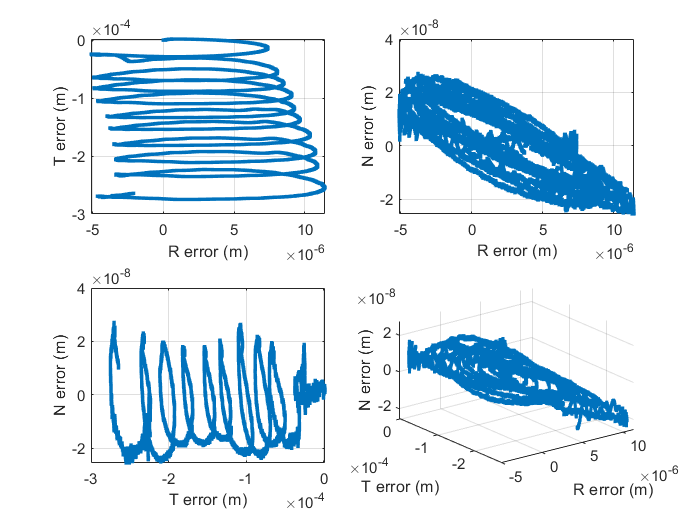 ×10⁻⁴
0
-1
-2
-3
T error (m)
-5 0 5 10
R error (m)
×10⁻⁶
×10⁻⁸
4
2
0
-2
N error (m)
-5 0 5 10
R error (m)
×10⁻⁶
×10⁻⁸
4
2
0
-2
N error (m)
-3 -2 -1 0
T error (m)
×10⁻⁴
×10⁻⁸
2
0
-2
N error (m)
0
-1
-2
×10⁻⁴
T error (m)
-5 0 5 10
×10⁻⁶
R error (m)